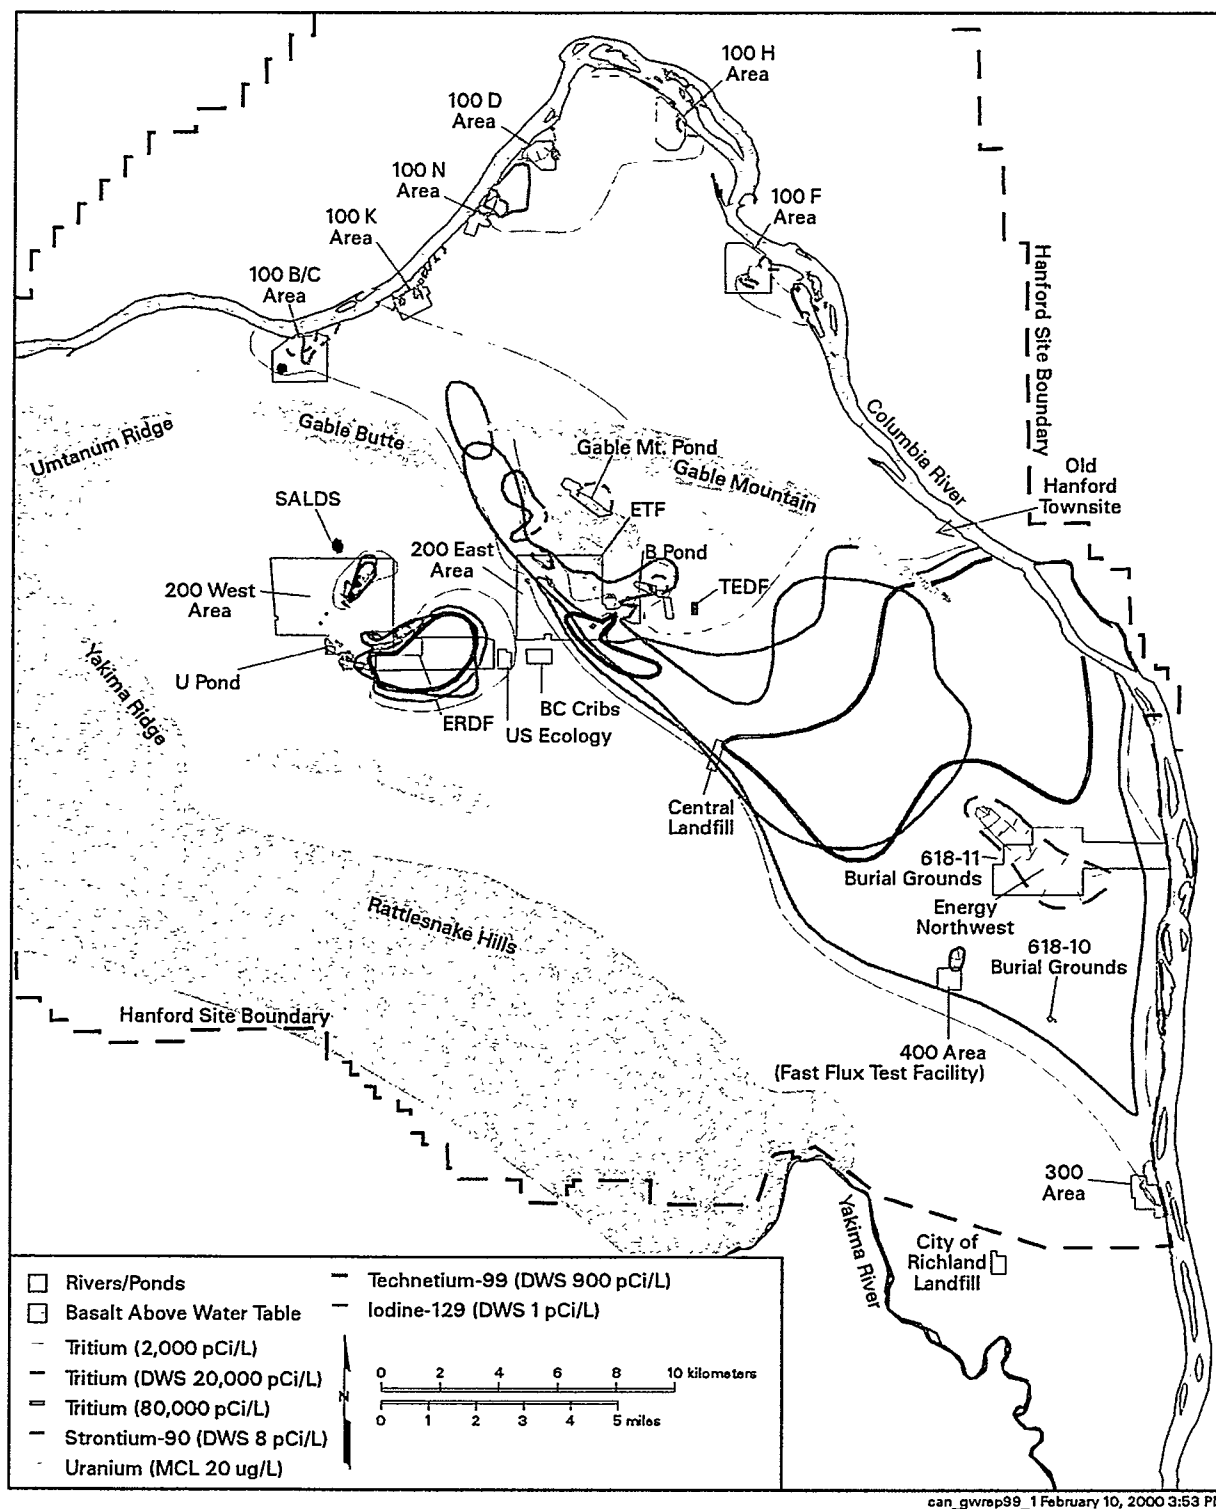 100 H
Area
100 D
Area
100 N
Area
100 F
Area
100 K
Area
100 B/C
Area
Hanford Site Boundary
Columbia River
Umtanum Ridge
Gable Butte
Gable Mt. Pond
Gable Mountain
Old
Hanford
Townsite
SALDS
ETF
200 East
Area
B Pond
TEDF
200 West
Area
U Pond
Yakima Ridge
ERDF
BC Cribs
US Ecology
Central
Landfill
618-11
Burial Grounds
Energy
Northwest
Rattlesnake Hills
618-10
Burial Grounds
Hanford Site Boundary
400 Area
(Fast Flux Test Facility)
300
Area
Yakima River
City of
Richland
Landfill
Rivers/Ponds
Basalt Above Water Table
Tritium (2,000 pCi/L)
Tritium (DWS 20,000 pCi/L)
Tritium (80,000 pCi/L)
Strontium-90 (DWS 8 pCi/L)
Uranium (MCL 20 ug/L)
Technetium-99 (DWS 900 pCi/L)
Iodine-129 (DWS 1 pCi/L)
N
0 2 4 6 8 10 kilometers
0 1 2 3 4 5 miles
can_gwrep99_1 February 10, 2000 3:53 P